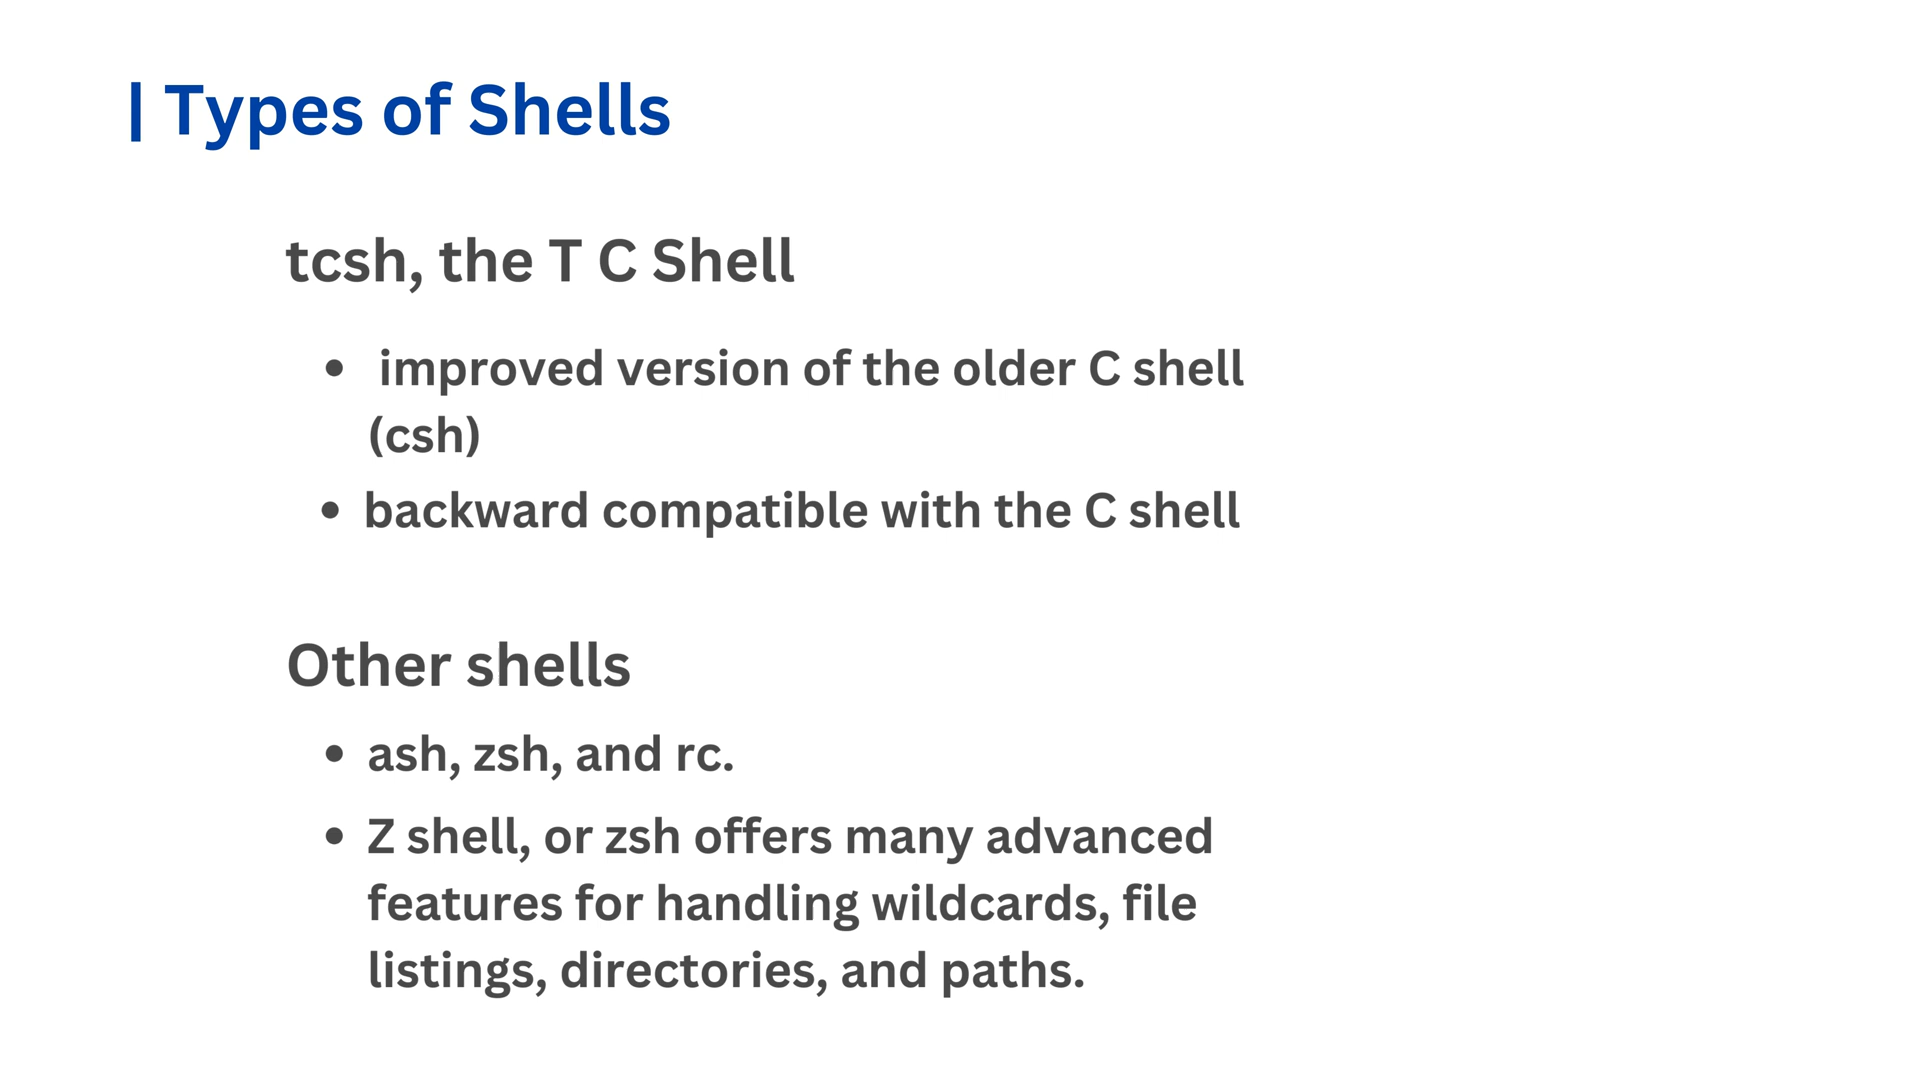 | Types of Shells
tcsh, the T C Shell
• improved version of the older C shell
(csh)
• backward compatible with the C shell
Other shells
• ash, zsh, and rc.
• Z shell, or zsh offers many advanced
features for handling wildcards, file
listings, directories, and paths.